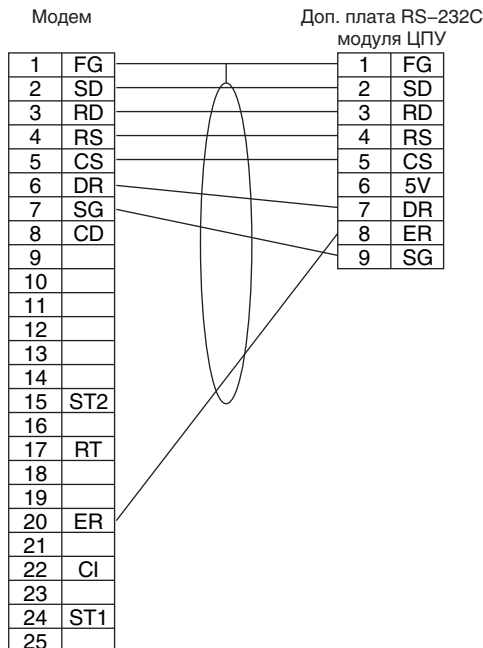 Модем
Доп. плата RS–232C
модуля ЦПУ
1 FG 1 FG
2 SD 2 SD
3 RD 3 RD
4 RS 4 RS
5 CS 5 CS
6 DR 6 5V
7 SG 7 DR
8 CD 8 ER
9 9 SG
10
11
12
13
14
15 ST2
16
17 RT
18
19
20 ER
21
22 CI
23
24 ST1
25